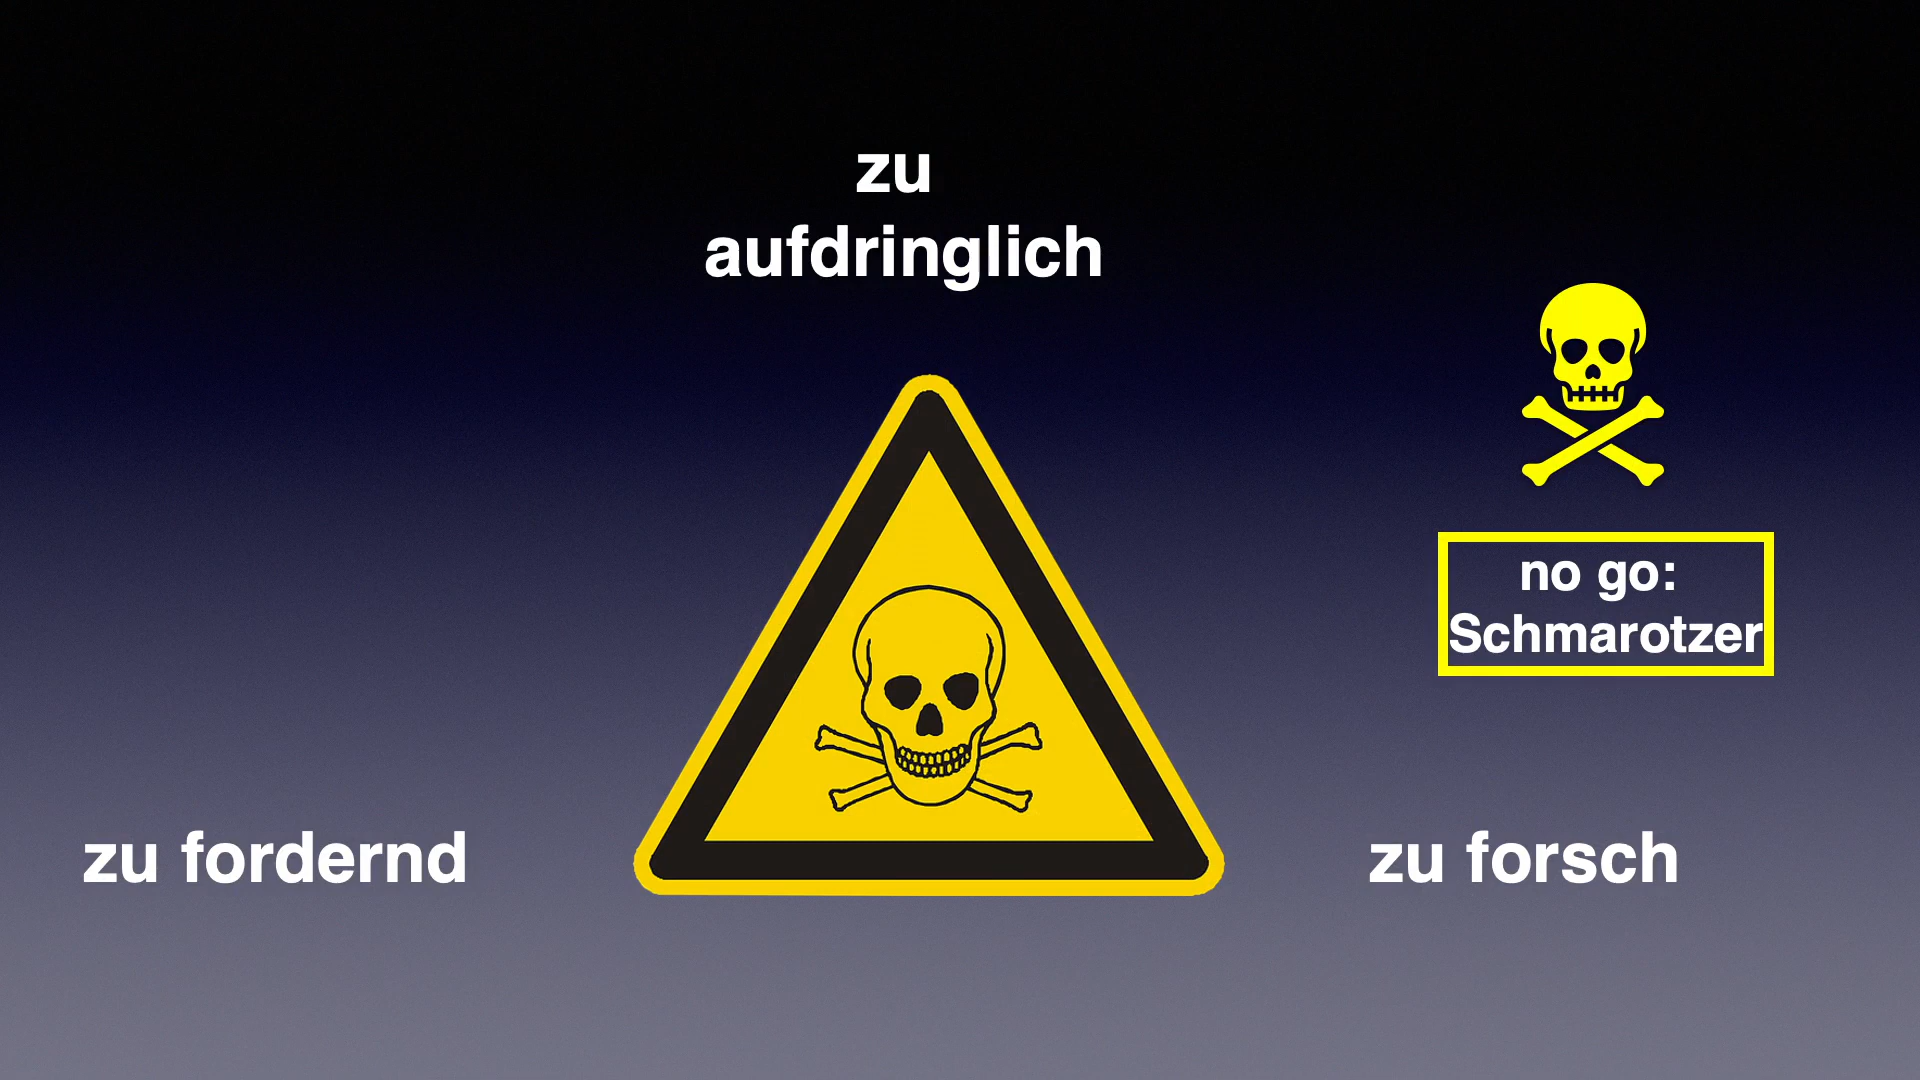 zu
aufdringlich
no go:
Schmarotzer
zu fordernd
zu forsch